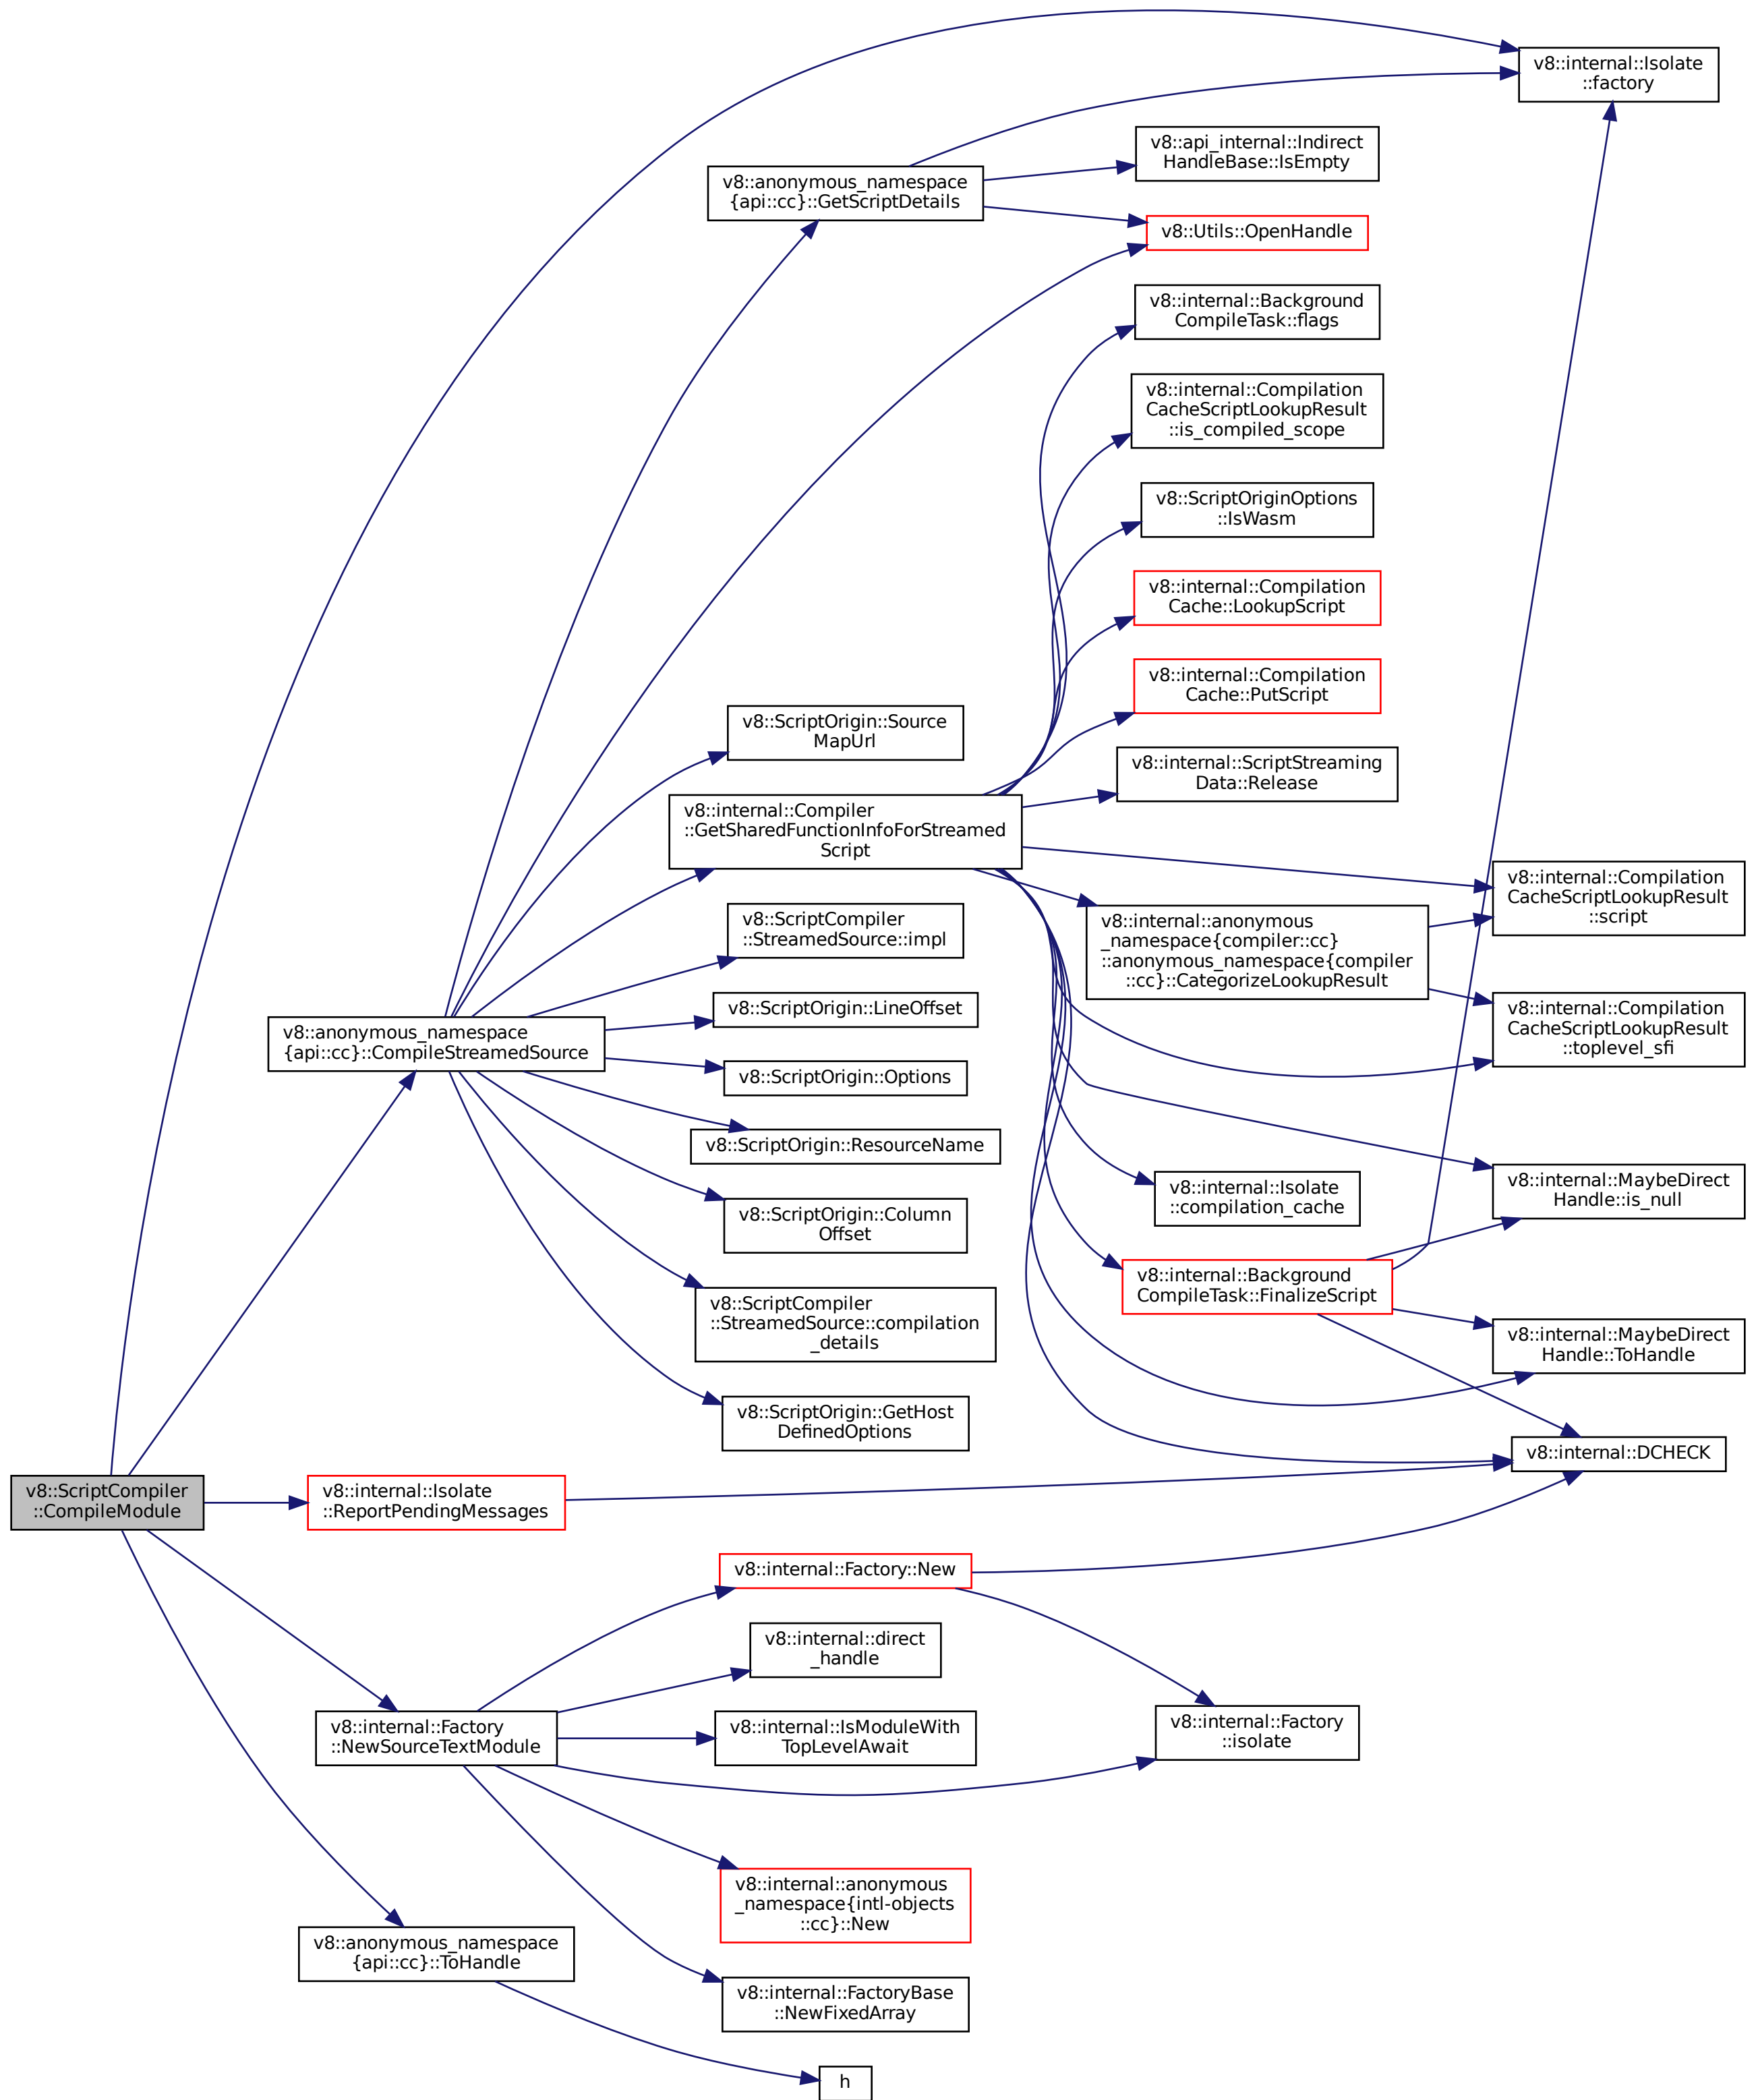 v8::internal::Isolate
::factory
v8::api_internal::Indirect
HandleBase::IsEmpty
v8::anonymous_namespace
{api::cc}::GetScriptDetails
v8::Utils::OpenHandle
v8::internal::Background
CompileTask::flags
v8::internal::Compilation
CacheScriptLookupResult
::is_compiled_scope
v8::ScriptOriginOptions
::IsWasm
v8::internal::Compilation
Cache::LookupScript
v8::internal::Compilation
Cache::PutScript
v8::ScriptOrigin::Source
MapUrl
v8::internal::ScriptStreaming
Data::Release
v8::internal::Compiler
::GetSharedFunctionInfoForStreamed
Script
v8::internal::Compilation
CacheScriptLookupResult
::script
v8::ScriptCompiler
::StreamedSource::impl
v8::internal::anonymous
_namespace{compiler::cc}
::anonymous_namespace{compiler
::cc}::CategorizeLookupResult
v8::ScriptOrigin::LineOffset
v8::internal::Compilation
CacheScriptLookupResult
::toplevel_sfi
v8::anonymous_namespace
{api::cc}::CompileStreamedSource
v8::ScriptOrigin::Options
v8::ScriptOrigin::ResourceName
v8::internal::MaybeDirect
Handle::is_null
v8::internal::Isolate
::compilation_cache
v8::ScriptOrigin::Column
Offset
v8::internal::Background
CompileTask::FinalizeScript
v8::ScriptCompiler
::StreamedSource::compilation
_details
v8::internal::MaybeDirect
Handle::ToHandle
v8::ScriptOrigin::GetHost
DefinedOptions
v8::internal::DCHECK
v8::ScriptCompiler
::CompileModule
v8::internal::Isolate
::ReportPendingMessages
v8::internal::Factory::New
v8::internal::direct
_handle
v8::internal::Factory
::NewSourceTextModule
v8::internal::IsModuleWith
TopLevelAwait
v8::internal::Factory
::isolate
v8::internal::anonymous
_namespace{intl-objects
::cc}::New
v8::anonymous_namespace
{api::cc}::ToHandle
v8::internal::FactoryBase
::NewFixedArray
h